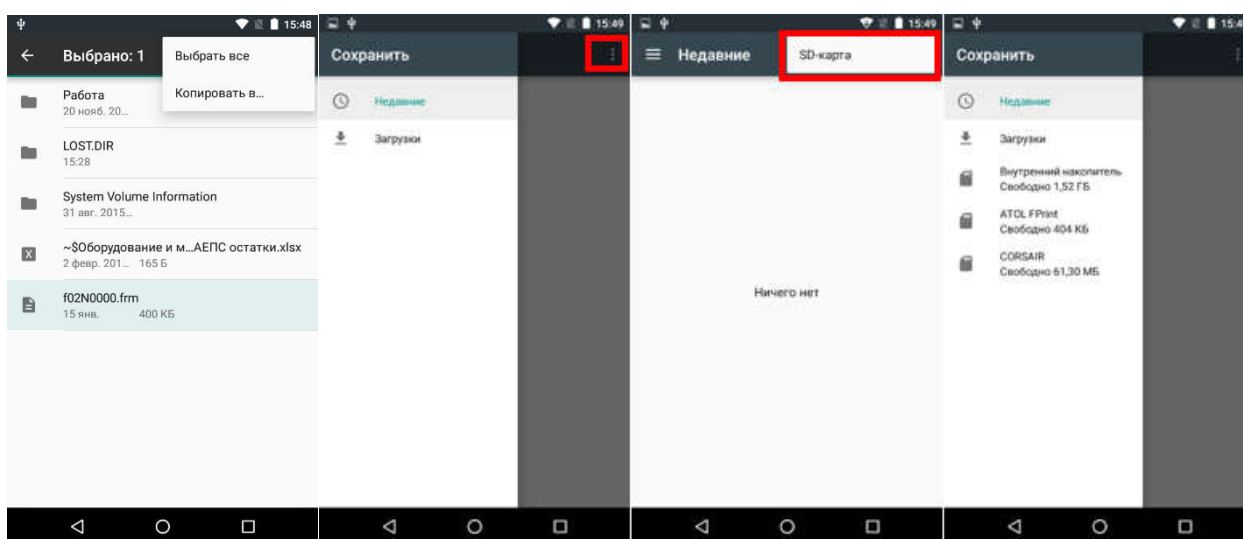 15:48
Выбрано: 1
Выбрать все
Копировать в...
Работа
20 нояб. 20...
LOST.DIR
15:28
System Volume Information
31 авг. 2015...
~$Оборудование и м...АЕПС остатки.xlsx
2 февр. 201... 165 Б
f02N0000.frm
15 янв. 400 КБ
15:49
Сохранить
Недавние
Загрузки
15:49
Недавние
SD-карта
Ничего нет
15:4
Сохранить
Недавние
Загрузки
Внутренний накопитель
Свободно 1,52 ГБ
ATOL FPrint
Свободно 404 КБ
CORSAIR
Свободно 61,30 МБ